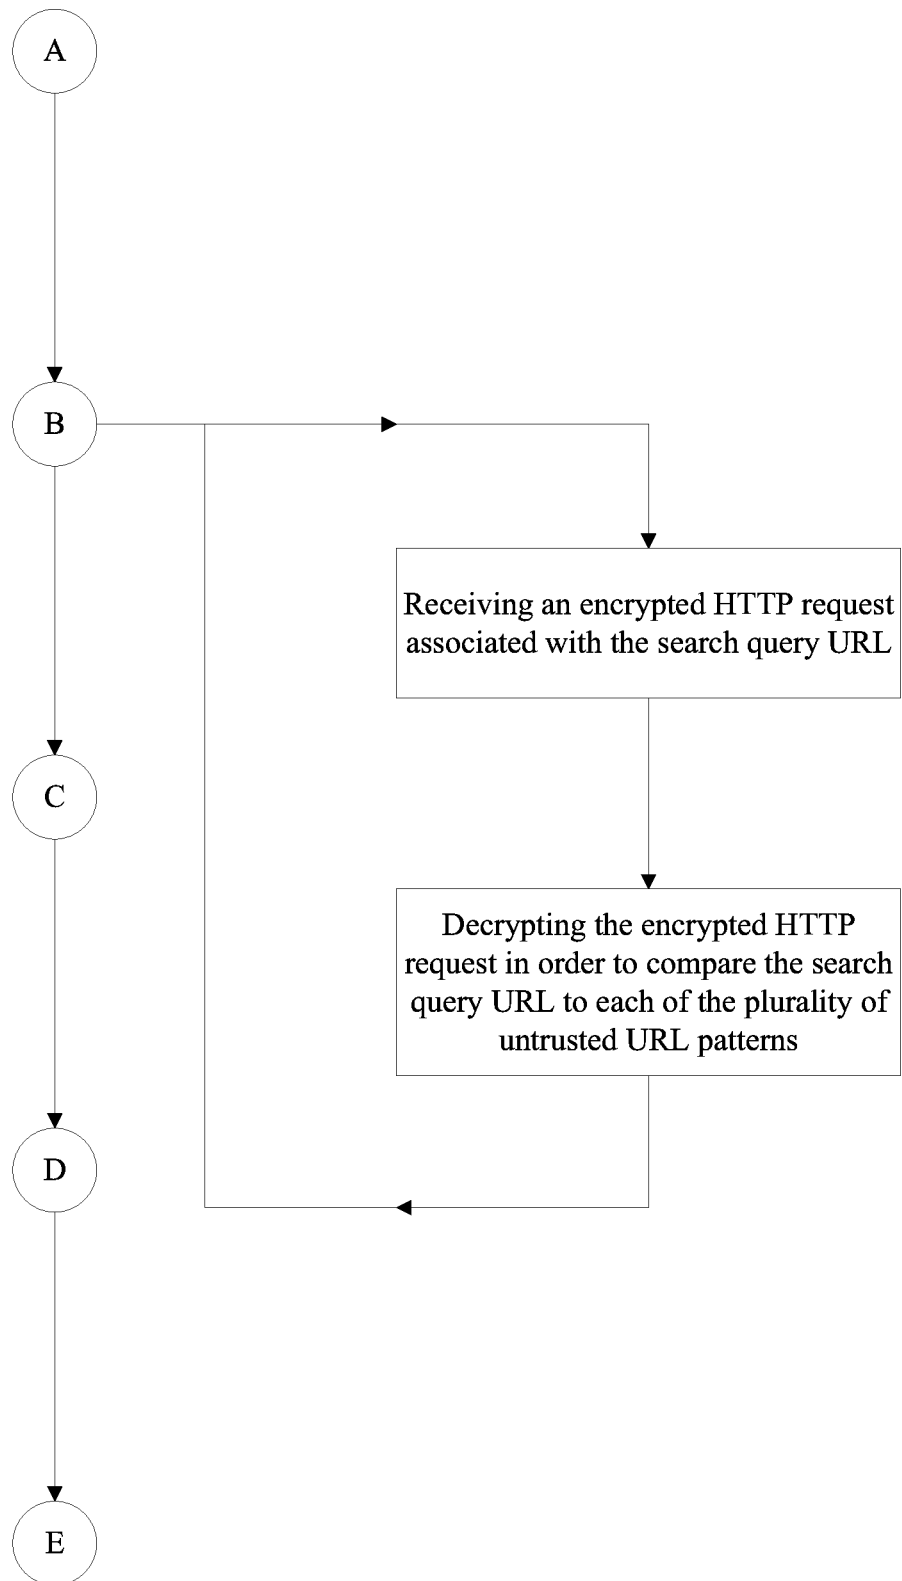 A
B
Receiving an encrypted HTTP request
associated with the search query URL
C
Decrypting the encrypted HTTP
request in order to compare the search
query URL to each of the plurality of
untrusted URL patterns
D
E